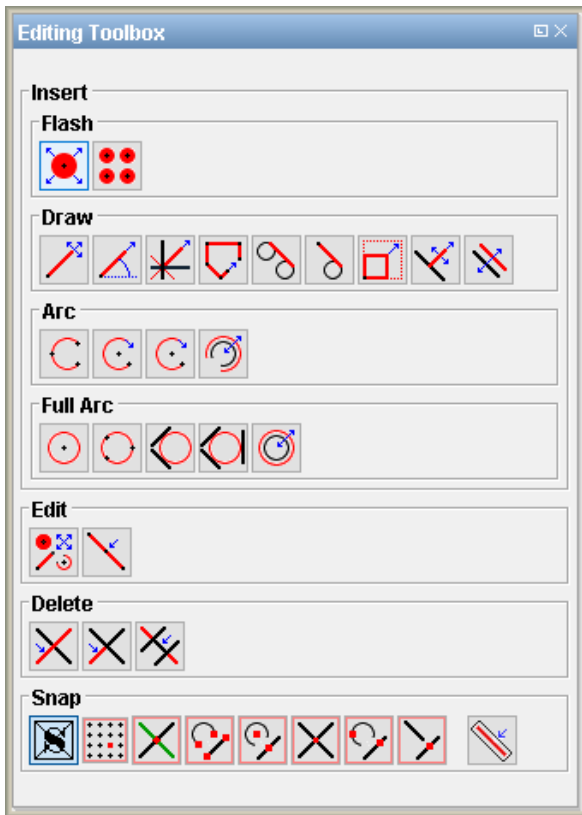 Editing Toolbox
Insert
Flash
Draw
Arc
Full Arc
Edit
Delete
Snap
S